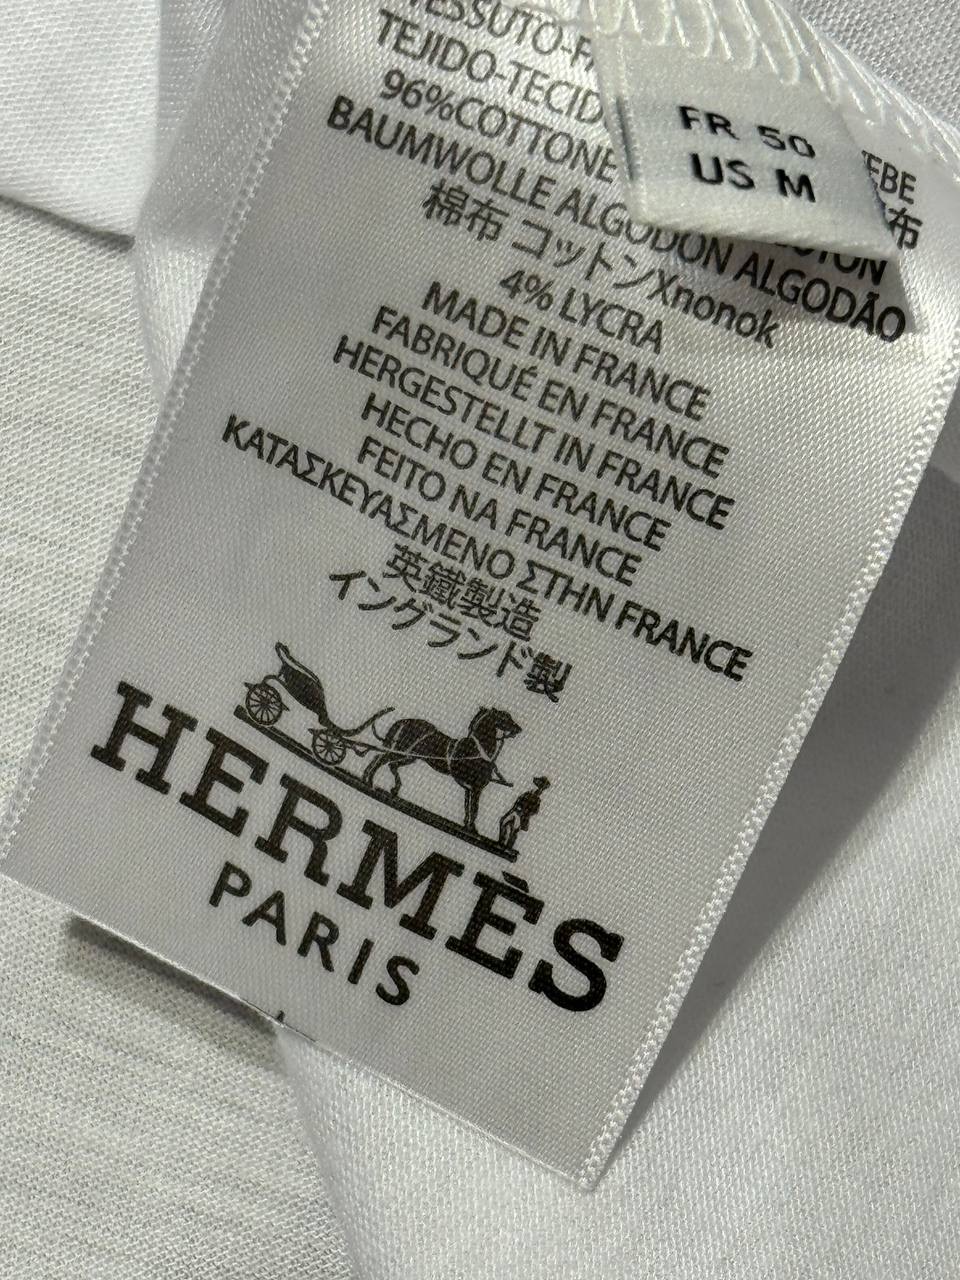 TESSUTO-
TEJIDO-TECID
96%COTTONE
BAUMWOLLE ALGODON ALGODÃO
棉布 コットンXnonok
4% LYCRA
MADE IN FRANCE
FABRIQUÉ EN FRANCE
HERGESTELLT IN FRANCE
HECHO EN FRANCE
FEITO NA FRANCE
ΚΑΤΑΣΚΕΥΑΣΜΕΝΟ ΣΤΗΝ FRANCE
英鐵製造
イングランド製
HERMÈS
PARIS
FR 50
US M